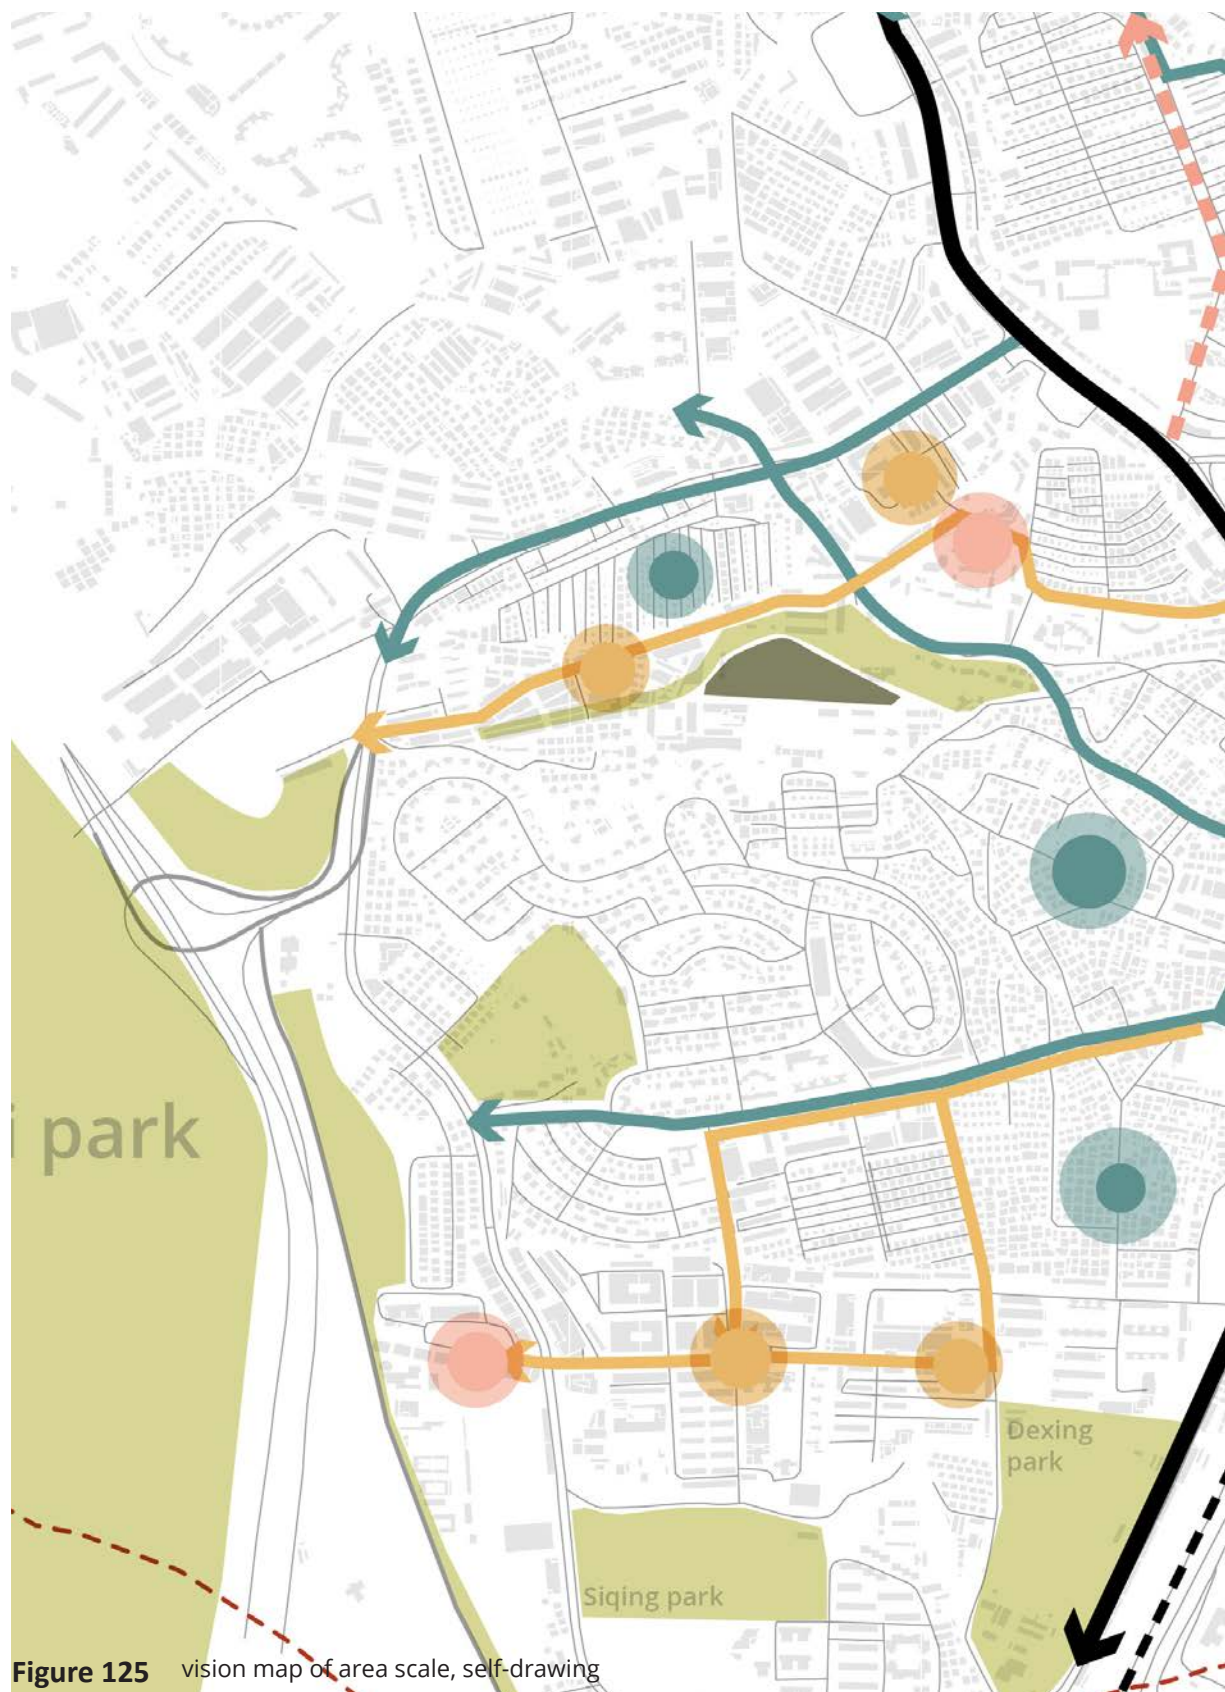 i park
Dexing
park
Siqing park
Figure 125 vision map of area scale, self-drawing